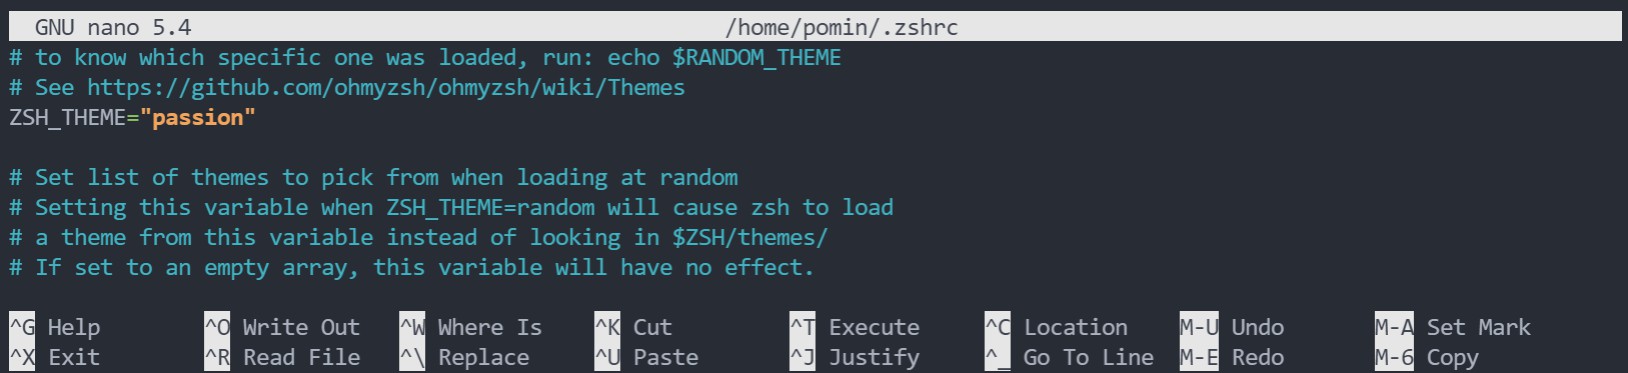 GNU nano 5.4 /home/pomin/.zshrc
# to know which specific one was loaded, run: echo $RANDOM_THEME
# See https://github.com/ohmyzsh/ohmyzsh/wiki/Themes
ZSH_THEME="passion"
# Set list of themes to pick from when loading at random
# Setting this variable when ZSH_THEME=random will cause zsh to load
# a theme from this variable instead of looking in $ZSH/themes/
# If set to an empty array, this variable will have no effect.
^G Help ^O Write Out ^W Where Is ^K Cut ^T Execute ^C Location M-U Undo M-A Set Mark
^X Exit ^R Read File ^\ Replace ^U Paste ^J Justify ^_ Go To Line M-E Redo M-6 Copy